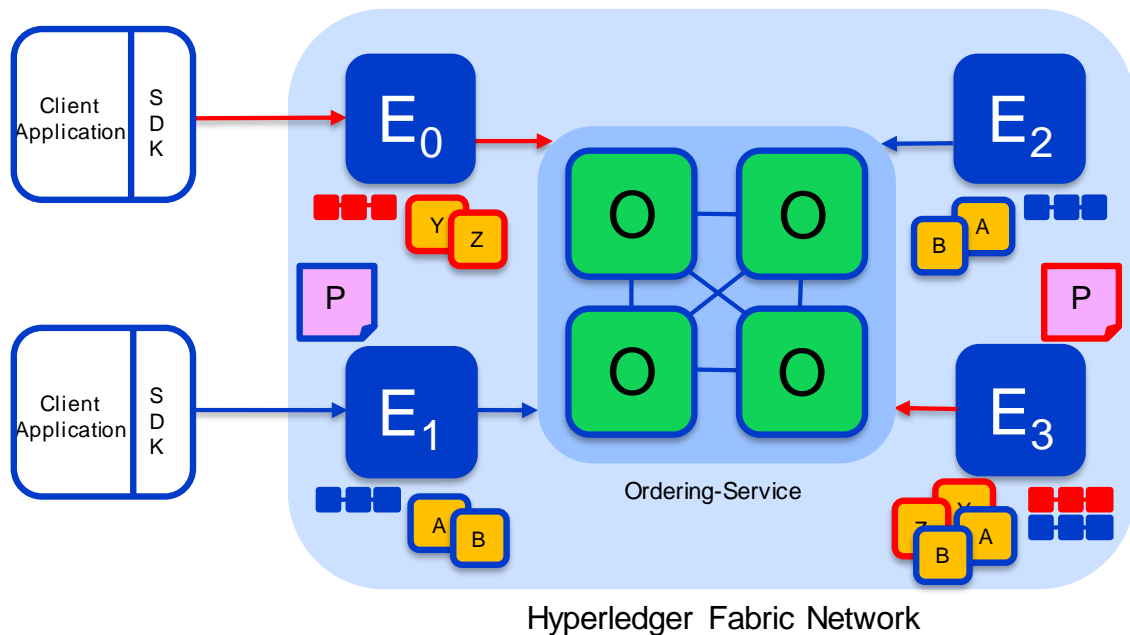 Client
Application
S
D
K
E0
Y
Z
P
Client
Application
S
D
K
E1
A
B
O
O
O
O
Ordering-Service
E2
B
A
P
E3
Y
Z
A
B
Hyperledger Fabric Network